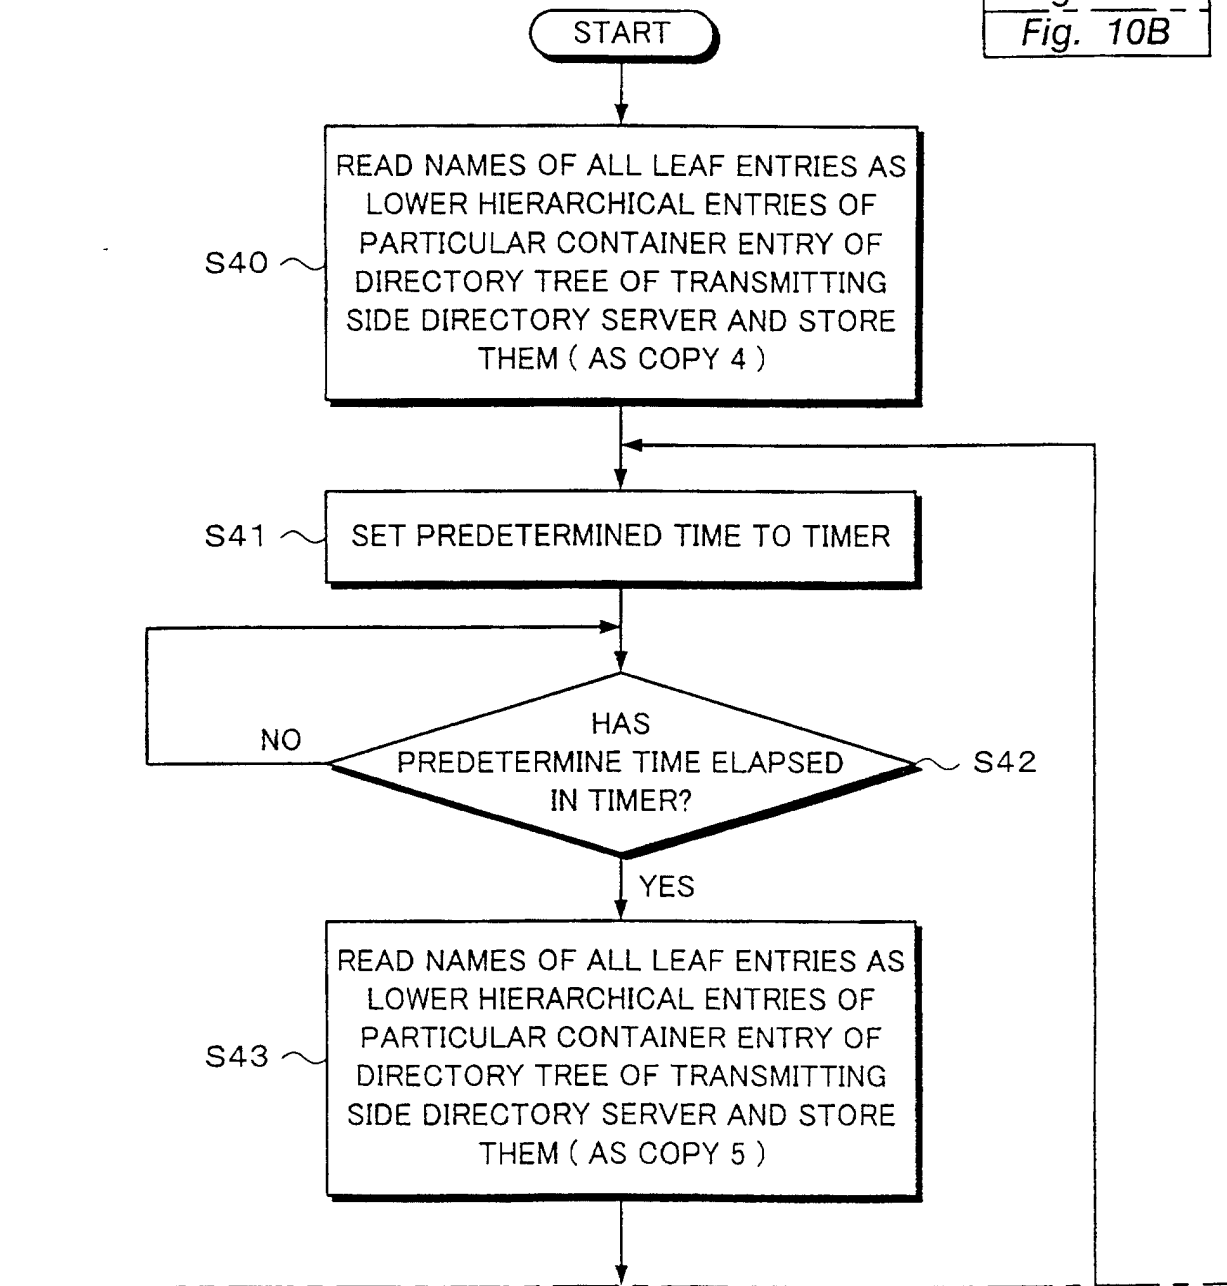 Fig. 10B
START
READ NAMES OF ALL LEAF ENTRIES AS
LOWER HIERARCHICAL ENTRIES OF
PARTICULAR CONTAINER ENTRY OF
DIRECTORY TREE OF TRANSMITTING
SIDE DIRECTORY SERVER AND STORE
THEM ( AS COPY 4 )
S40
S41
SET PREDETERMINED TIME TO TIMER
NO
HAS
PREDETERMINE TIME ELAPSED
IN TIMER?
S42
YES
READ NAMES OF ALL LEAF ENTRIES AS
LOWER HIERARCHICAL ENTRIES OF
PARTICULAR CONTAINER ENTRY OF
DIRECTORY TREE OF TRANSMITTING
SIDE DIRECTORY SERVER AND STORE
THEM ( AS COPY 5 )
S43